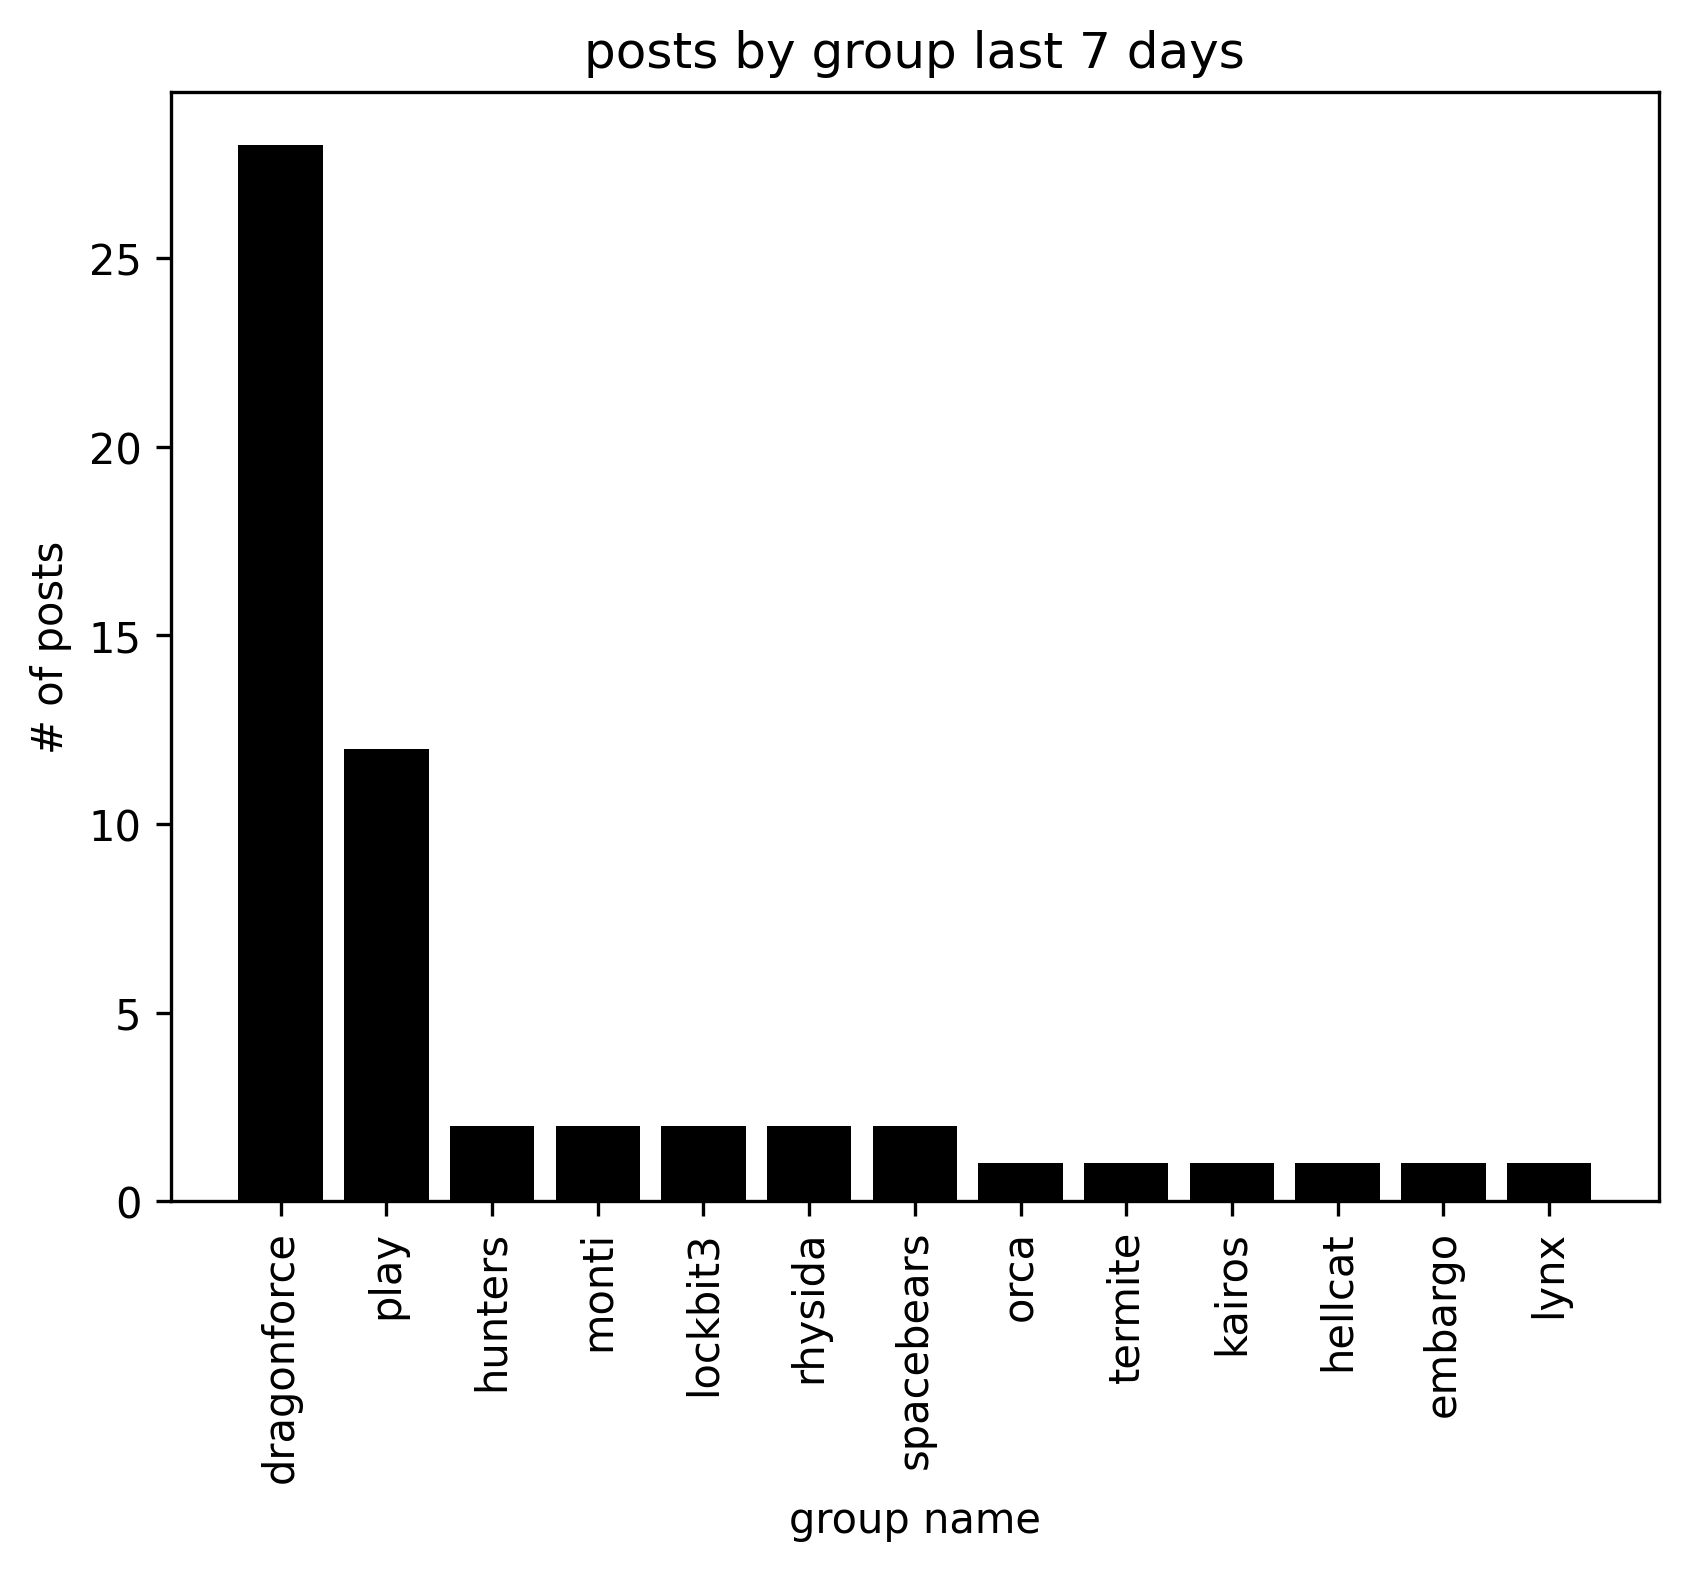 posts by group last 7 days
# of posts
25
20
15
10
5
0
dragonforce
play
hunters
monti
lockbit3
rhysida
spacebears
orca
termite
kairos
hellcat
embargo
lynx
group name